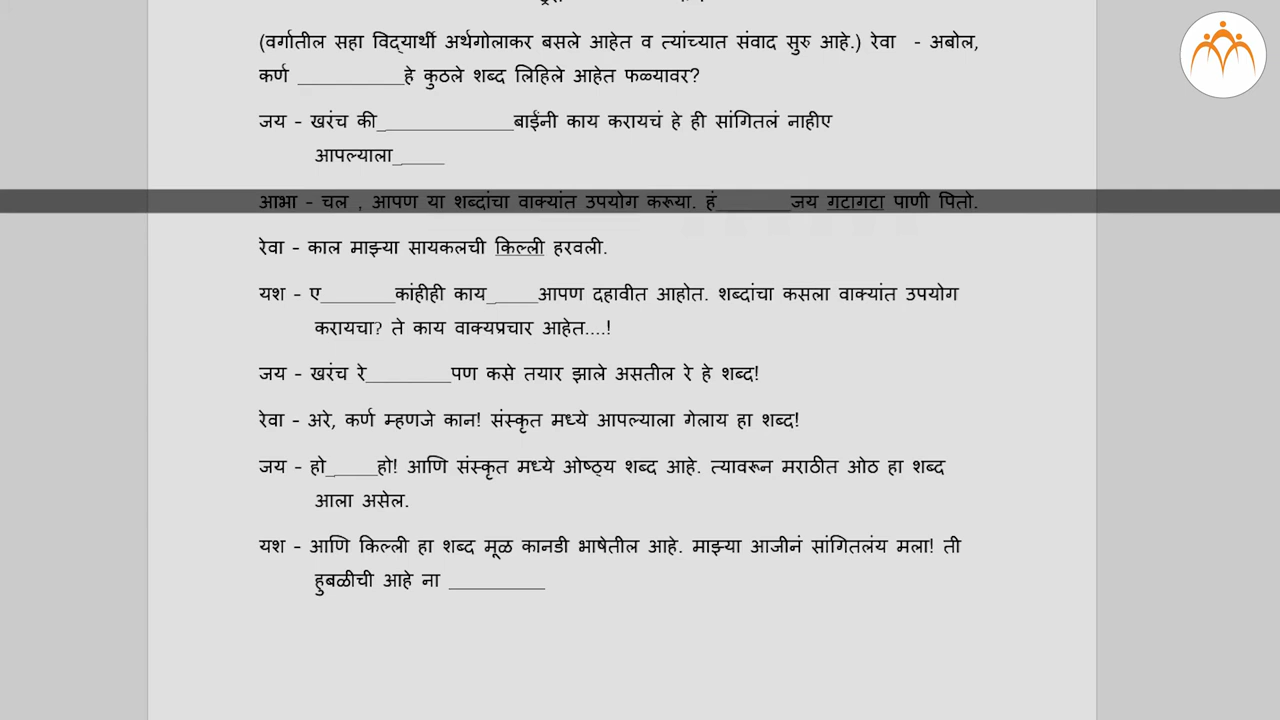 (वर्गातील सहा विद्‌यार्थी अर्धगोलाकर बसले आहेत व त्यांच्यात संवाद सुरु आहे.) रेवा - अबोल,
कर्ण __________हे कुठले शब्द लिहिले आहेत फळ्यावर?
जय – खरंच की_____________बाईंनी काय करायचं हे ही सांगितलं नाहीए
आपल्याला_____
आभा – चल , आपण या शब्दांचा वाक्यांत उपयोग करूया. हं_______जय गटागटा पाणी पितो.
रेवा – काल माझ्या सायकलची किल्ली हरवली.
यश – ए_______कांहीही काय_____आपण दहावीत आहोत. शब्दांचा कसला वाक्यांत उपयोग
करायचा? ते काय वाक्यप्रचार आहेत....!
जय – खरंच रे________पण कसे तयार झाले असतील रे हे शब्द!
रेवा – अरे, कर्ण म्हणजे कान! संस्कृत मध्ये आपल्याला गेलाय हा शब्द!
जय – हो_____हो! आणि संस्कृत मध्ये ओष्ठ्य शब्द आहे. त्यावरून मराठीत ओठ हा शब्द
आला असेल.
यश – आणि किल्ली हा शब्द मूळ कानडी भाषेतील आहे. माझ्या आजीनं सांगितलंय मला! ती
हुबळीची आहे ना _________